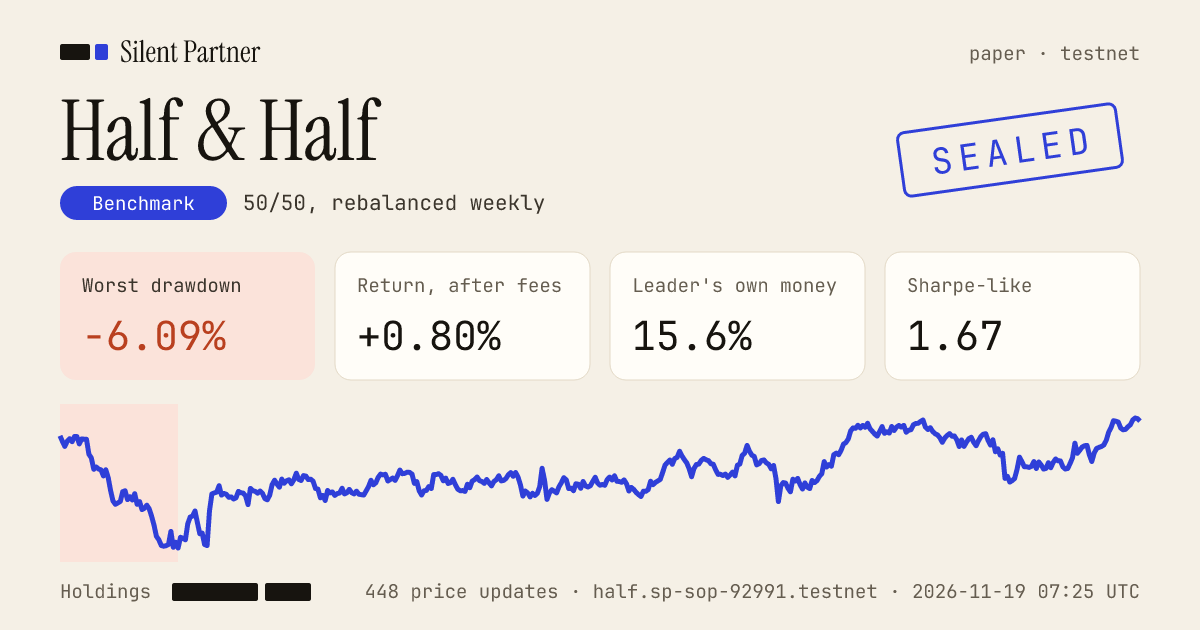 Silent Partner
paper · testnet
Half & Half
SEALED
Benchmark
50/50, rebalanced weekly
Worst drawdown
-6.09%
Return, after fees
+0.80%
Leader's own money
15.6%
Sharpe-like
1.67
Holdings
448 price updates · half.sp-sop-92991.testnet · 2026-11-19 07:25 UTC